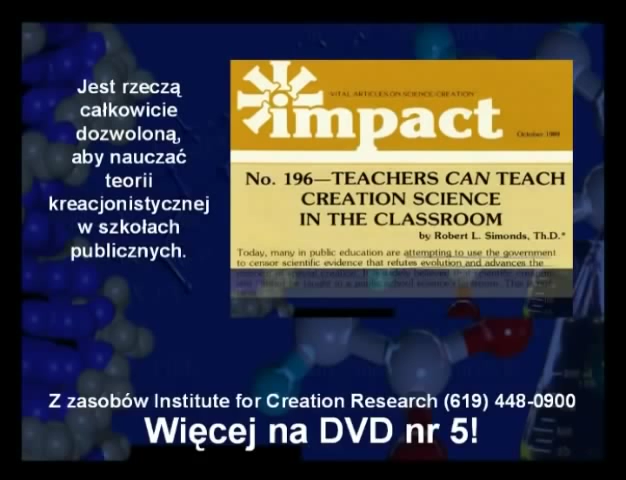 Jest rzeczą
całkowicie
dozwoloną,
aby nauczać
teorii
kreacjonistycznej
w szkołach
publicznych.
VITAL ARTICLES ON SCIENCE/CREATION
impact
October 1989
No. 196—TEACHERS CAN TEACH
CREATION SCIENCE
IN THE CLASSROOM
by Robert L. Simonds, Th.D.*
Today, many in public education are attempting to use the government
to censor scientific evidence that refutes evolution and advances the
Z zasobów Institute for Creation Research (619) 448-0900
Więcej na DVD nr 5!